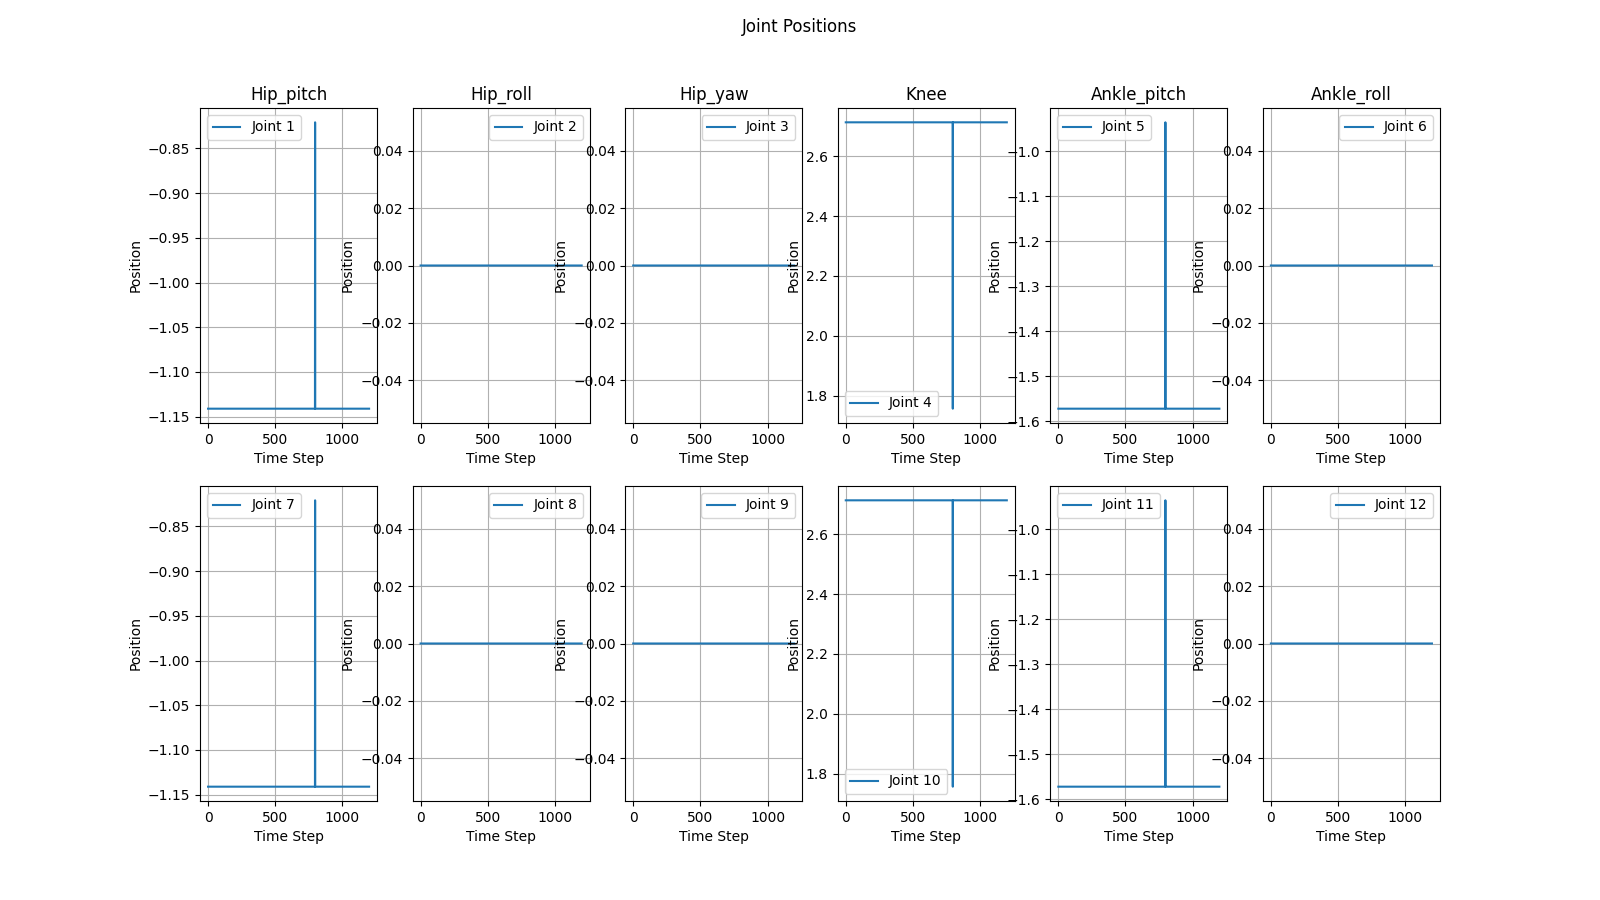 Joint Positions
Hip_pitch
Hip_roll
Hip_yaw
Knee
Ankle_pitch
Ankle_roll
Joint 1
−0.85
−0.90
−0.95
−1.00
−1.05
−1.10
−1.15
Position
0 500 1000
Time Step
Joint 2
0.04
0.02
0.00
−0.02
−0.04
Position
0 500 1000
Time Step
Joint 3
0.04
0.02
0.00
−0.02
−0.04
Position
0 500 1000
Time Step
Joint 4
2.6
2.4
2.2
2.0
1.8
Position
0 500 1000
Time Step
Joint 5
−1.0
−1.1
−1.2
−1.3
−1.4
−1.5
−1.6
Position
0 500 1000
Time Step
Joint 6
0.04
0.02
0.00
−0.02
−0.04
Position
0 500 1000
Time Step
Joint 7
−0.85
−0.90
−0.95
−1.00
−1.05
−1.10
−1.15
Position
0 500 1000
Time Step
Joint 8
0.04
0.02
0.00
−0.02
−0.04
Position
0 500 1000
Time Step
Joint 9
0.04
0.02
0.00
−0.02
−0.04
Position
0 500 1000
Time Step
Joint 10
2.6
2.4
2.2
2.0
1.8
Position
0 500 1000
Time Step
Joint 11
−1.0
−1.1
−1.2
−1.3
−1.4
−1.5
−1.6
Position
0 500 1000
Time Step
Joint 12
0.04
0.02
0.00
−0.02
−0.04
Position
0 500 1000
Time Step